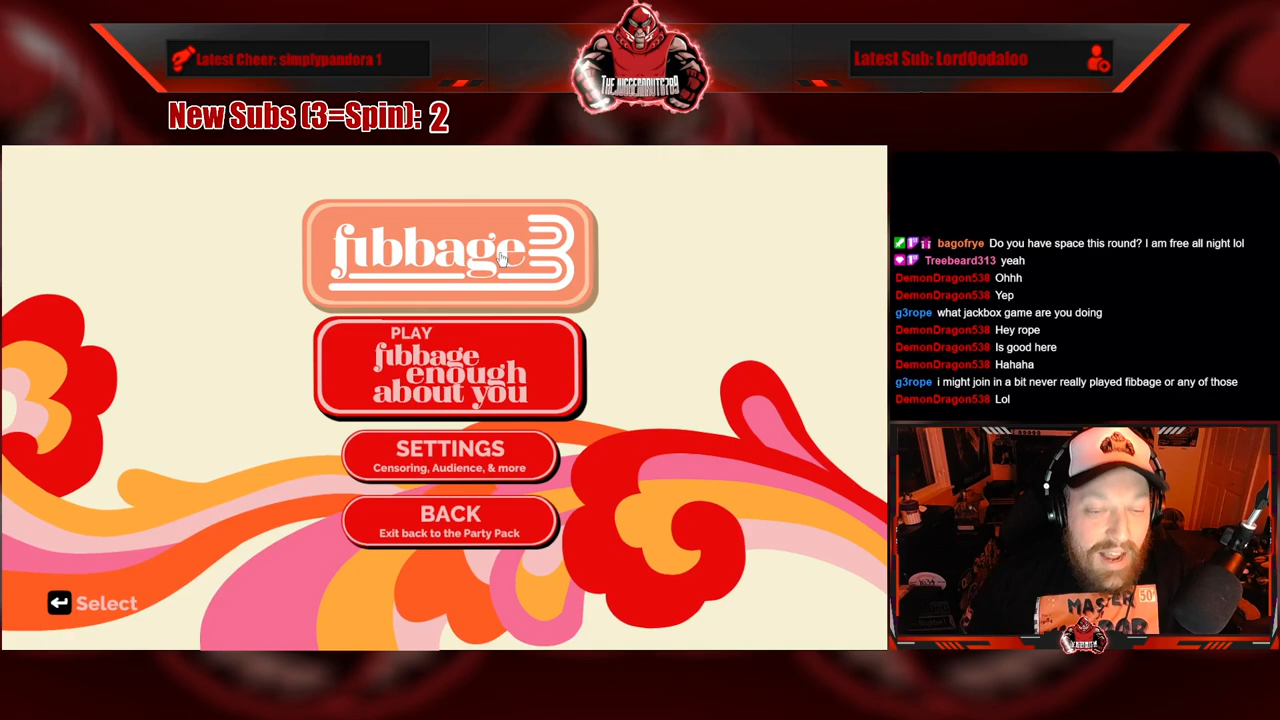 Latest Cheer: simplypandora 1
THEJUGGERNAUT6789
Latest Sub: LordOodaloo
New Subs (3=Spin): 2
fibbage 3
PLAY
fibbage
enough
about you
SETTINGS
Censoring, Audience, & more
BACK
Exit back to the Party Pack
Select
bagofrye Do you have space this round? I am free all night lol
Treebeard313 yeah
DemonDragon538 Ohhh
DemonDragon538 Yep
g3rope what jackbox game are you doing
DemonDragon538 Hey rope
DemonDragon538 Is good here
DemonDragon538 Hahaha
g3rope i might join in a bit never really played fibbage or any of those
DemonDragon538 Lol
MASTER